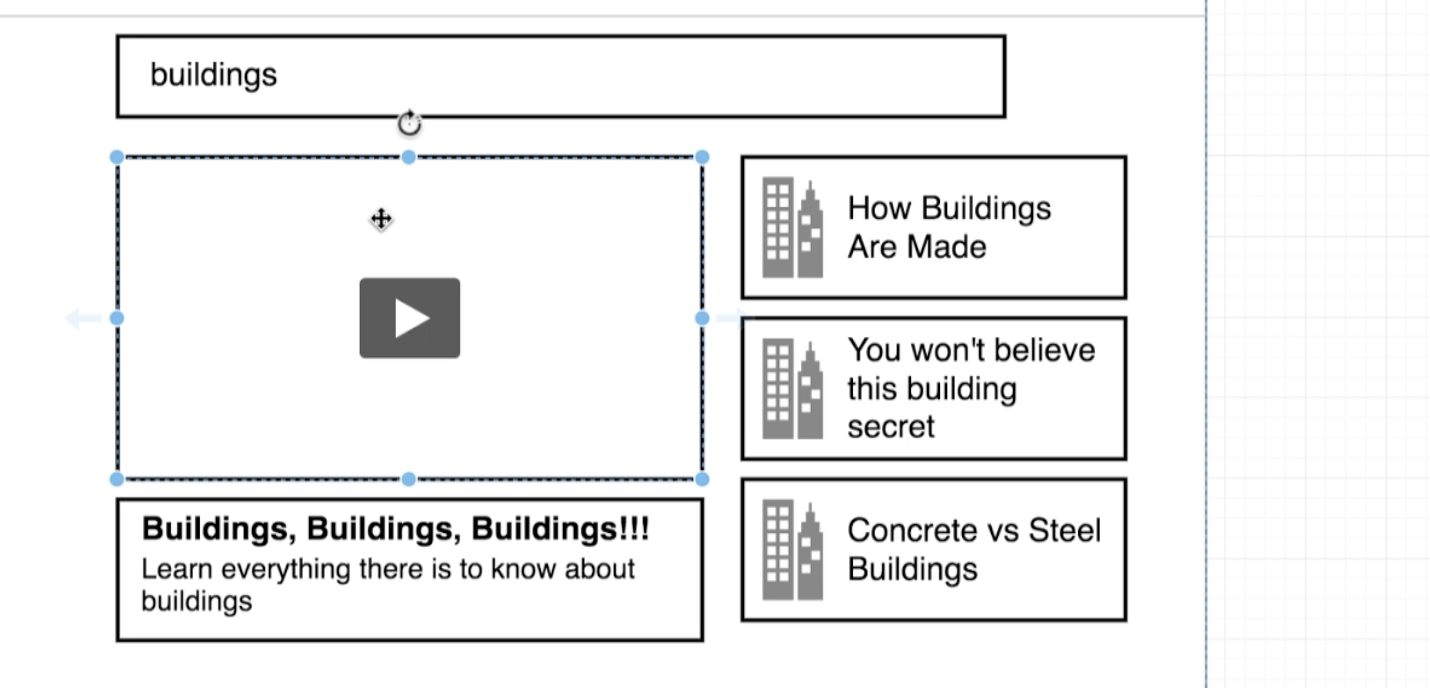 buildings
How Buildings
Are Made
You won't believe
this building
secret
Buildings, Buildings, Buildings!!!
Learn everything there is to know about
buildings
Concrete vs Steel
Buildings